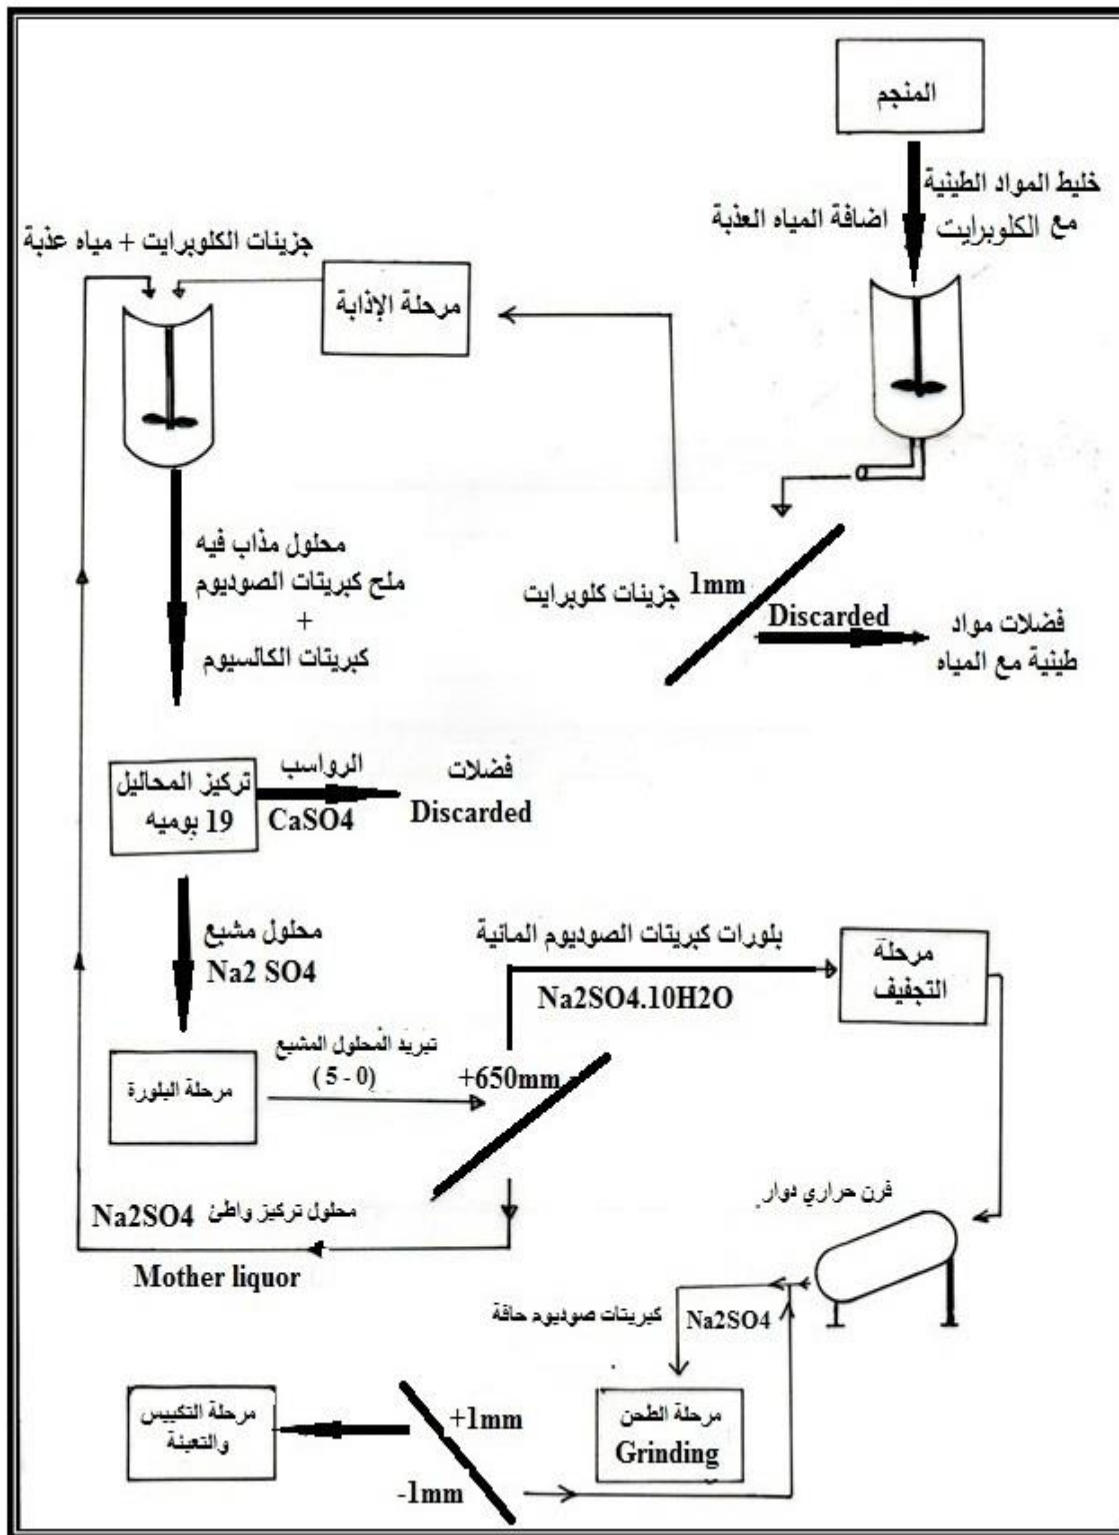 المنجم
خليط المواد الطينية
مع الكلوبرايت
اضافة المياه العذبة
جزيئات الكلوبرايت + مياه عذبة
مرحلة الإذابة
محلول مذاب فيه
ملح كبريتات الصوديوم
+
كبريتات الكالسيوم
جزيئات كلوبرايت
1mm
Discarded
فضلات مواد
طينية مع المياه
تركيز المحاليل
19 بوميه
الرواسب
CaSO4
فضلات
Discarded
محلول مشبع
Na2 SO4
بلورات كبريتات الصوديوم المائية
Na2SO4.10H2O
مرحلة
التجفيف
مرحلة البلورة
تبريد المحلول المشبع
(5 - 0)
+650mm
فرن حراري دوار
محلول تركيز واطئ Na2SO4
Mother liquor
كبريتات صوديوم جافة
Na2SO4
مرحلة الطحن
Grinding
+1mm
-1mm
مرحلة التكييس
والتعبئة